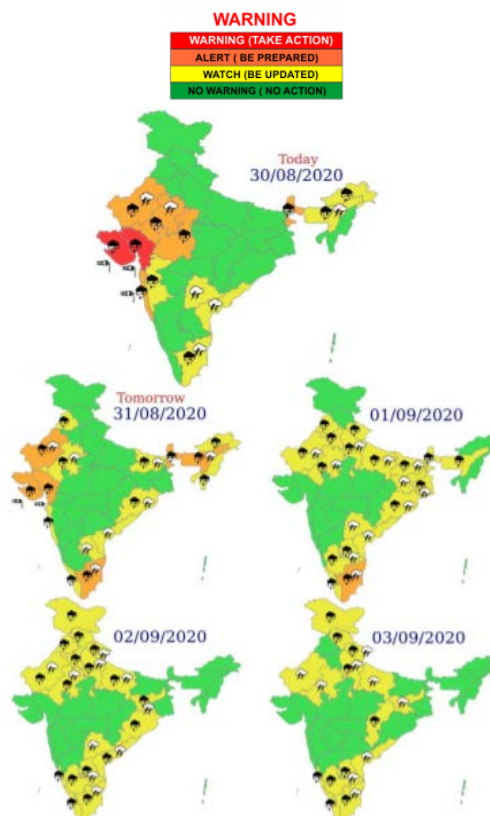 WARNING
WARNING (TAKE ACTION)
ALERT ( BE PREPARED)
WATCH (BE UPDATED)
NO WARNING ( NO ACTION)
Today
30/08/2020
Tomorrow
31/08/2020
01/09/2020
02/09/2020
03/09/2020